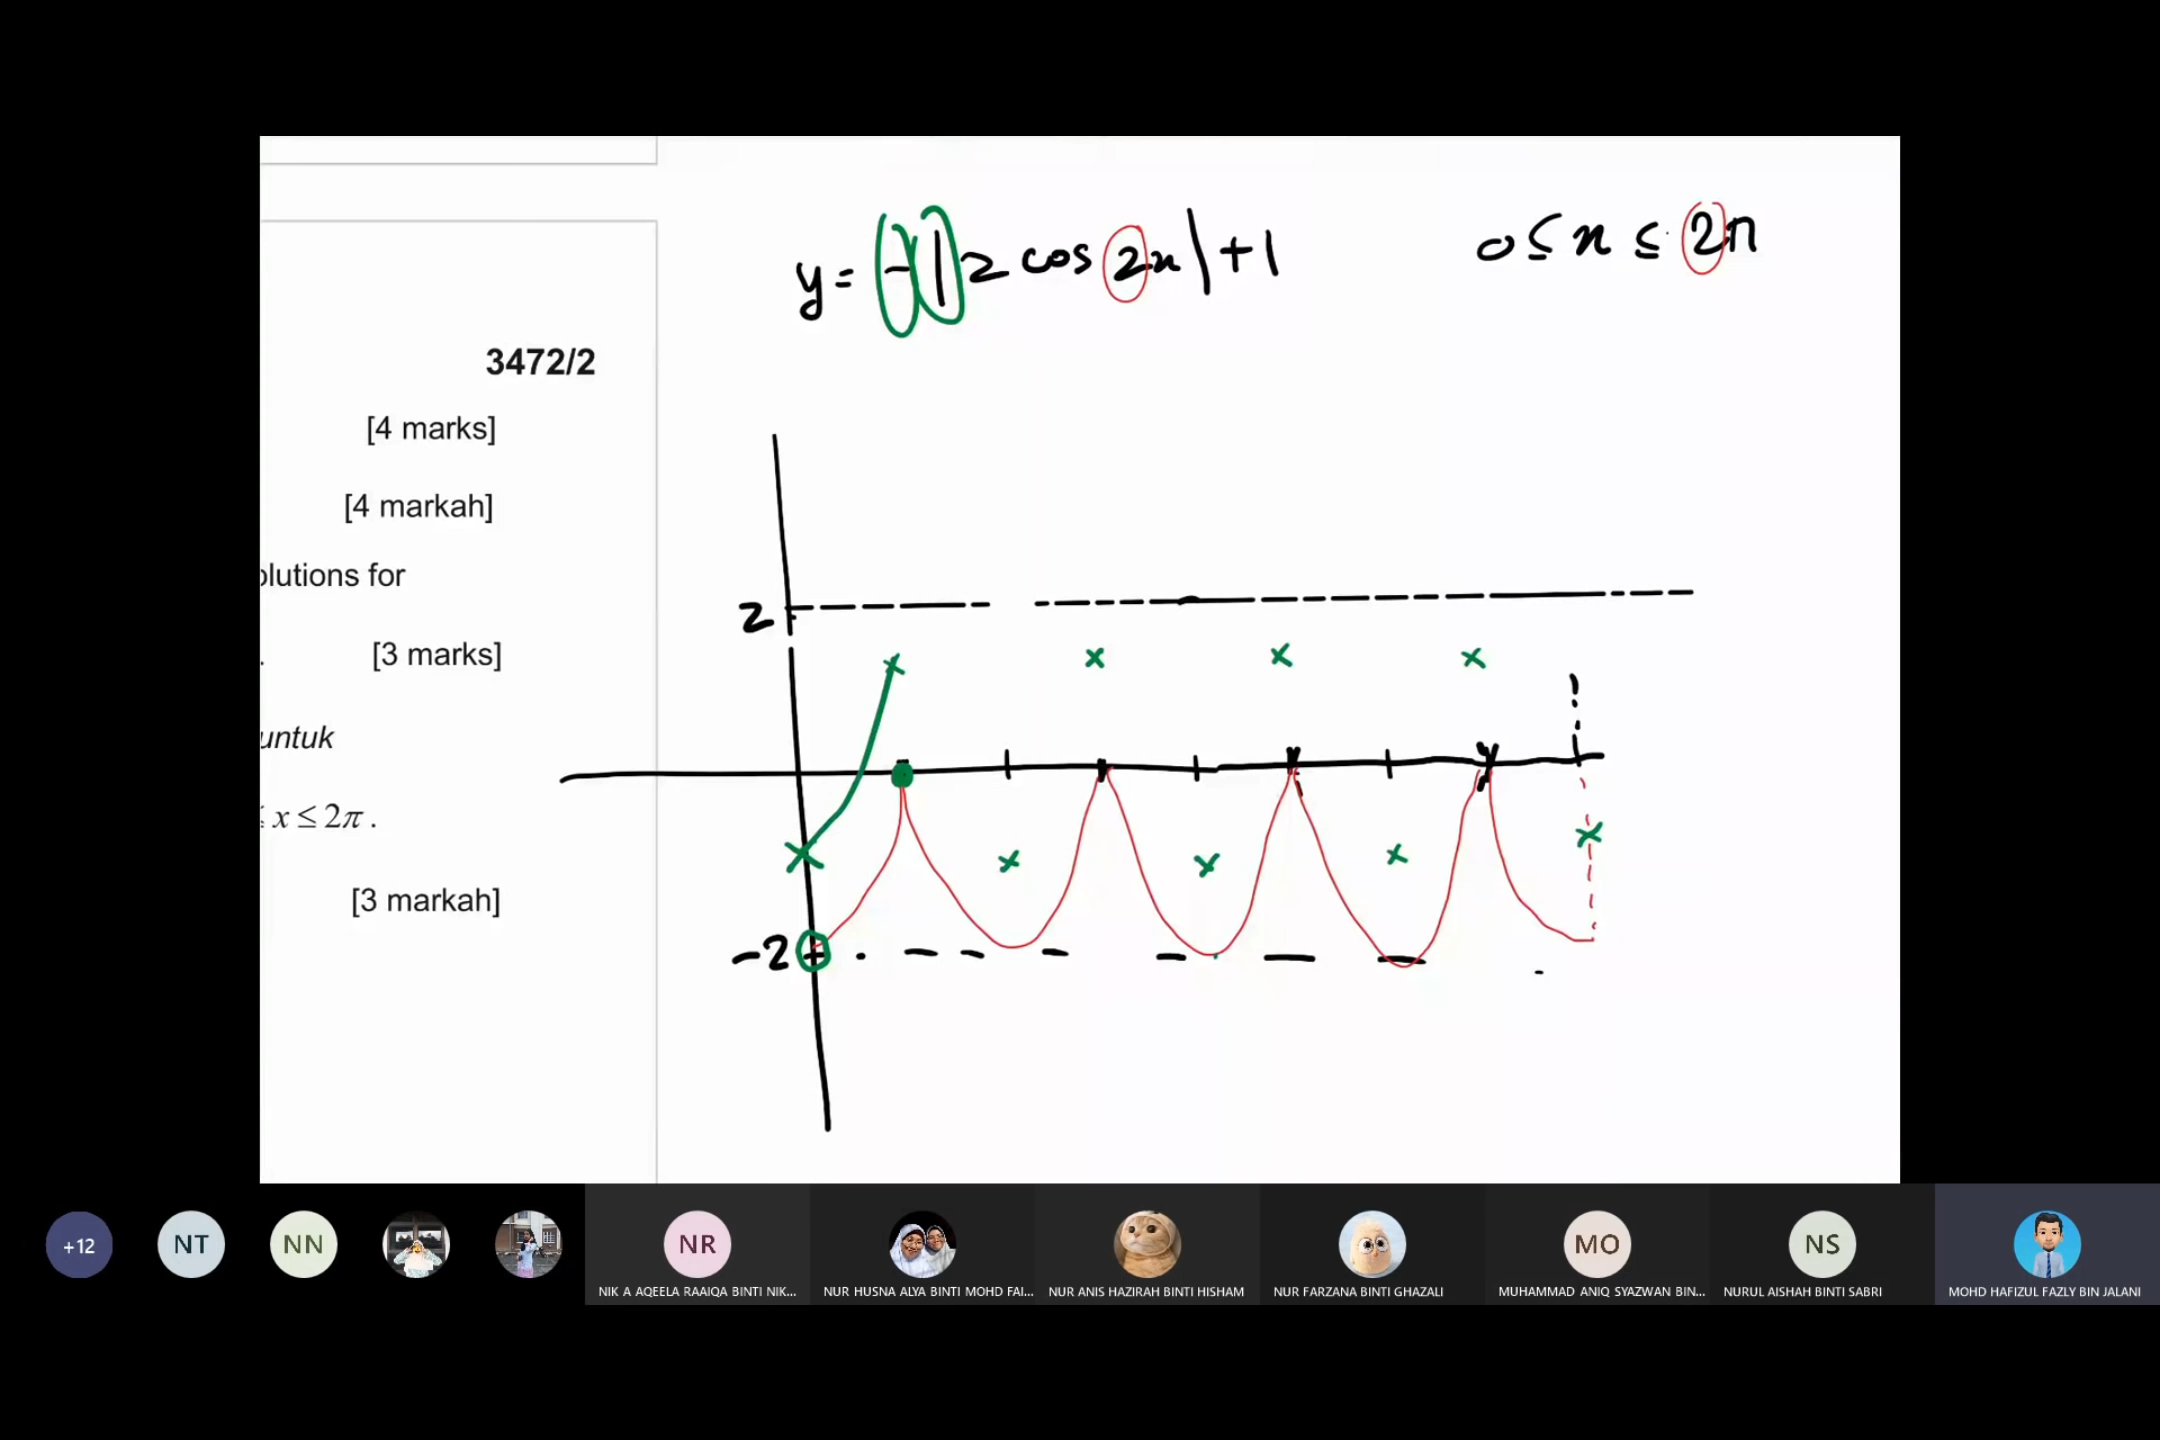 y = -|2 cos 2x| + 1
0 ≤ x ≤ 2π
3472/2
[4 marks]
[4 markah]
olutions for
. [3 marks]
untuk
≤ x ≤ 2π .
[3 markah]
2
-2
+12
NT
NN
NR
MO
NS
NIK A AQEELA RAAIQA BINTI NIK...
NUR HUSNA ALYA BINTI MOHD FAI...
NUR ANIS HAZIRAH BINTI HISHAM
NUR FARZANA BINTI GHAZALI
MUHAMMAD ANIQ SYAZWAN BIN...
NURUL AISHAH BINTI SABRI
MOHD HAFIZUL FAZLY BIN JALANI